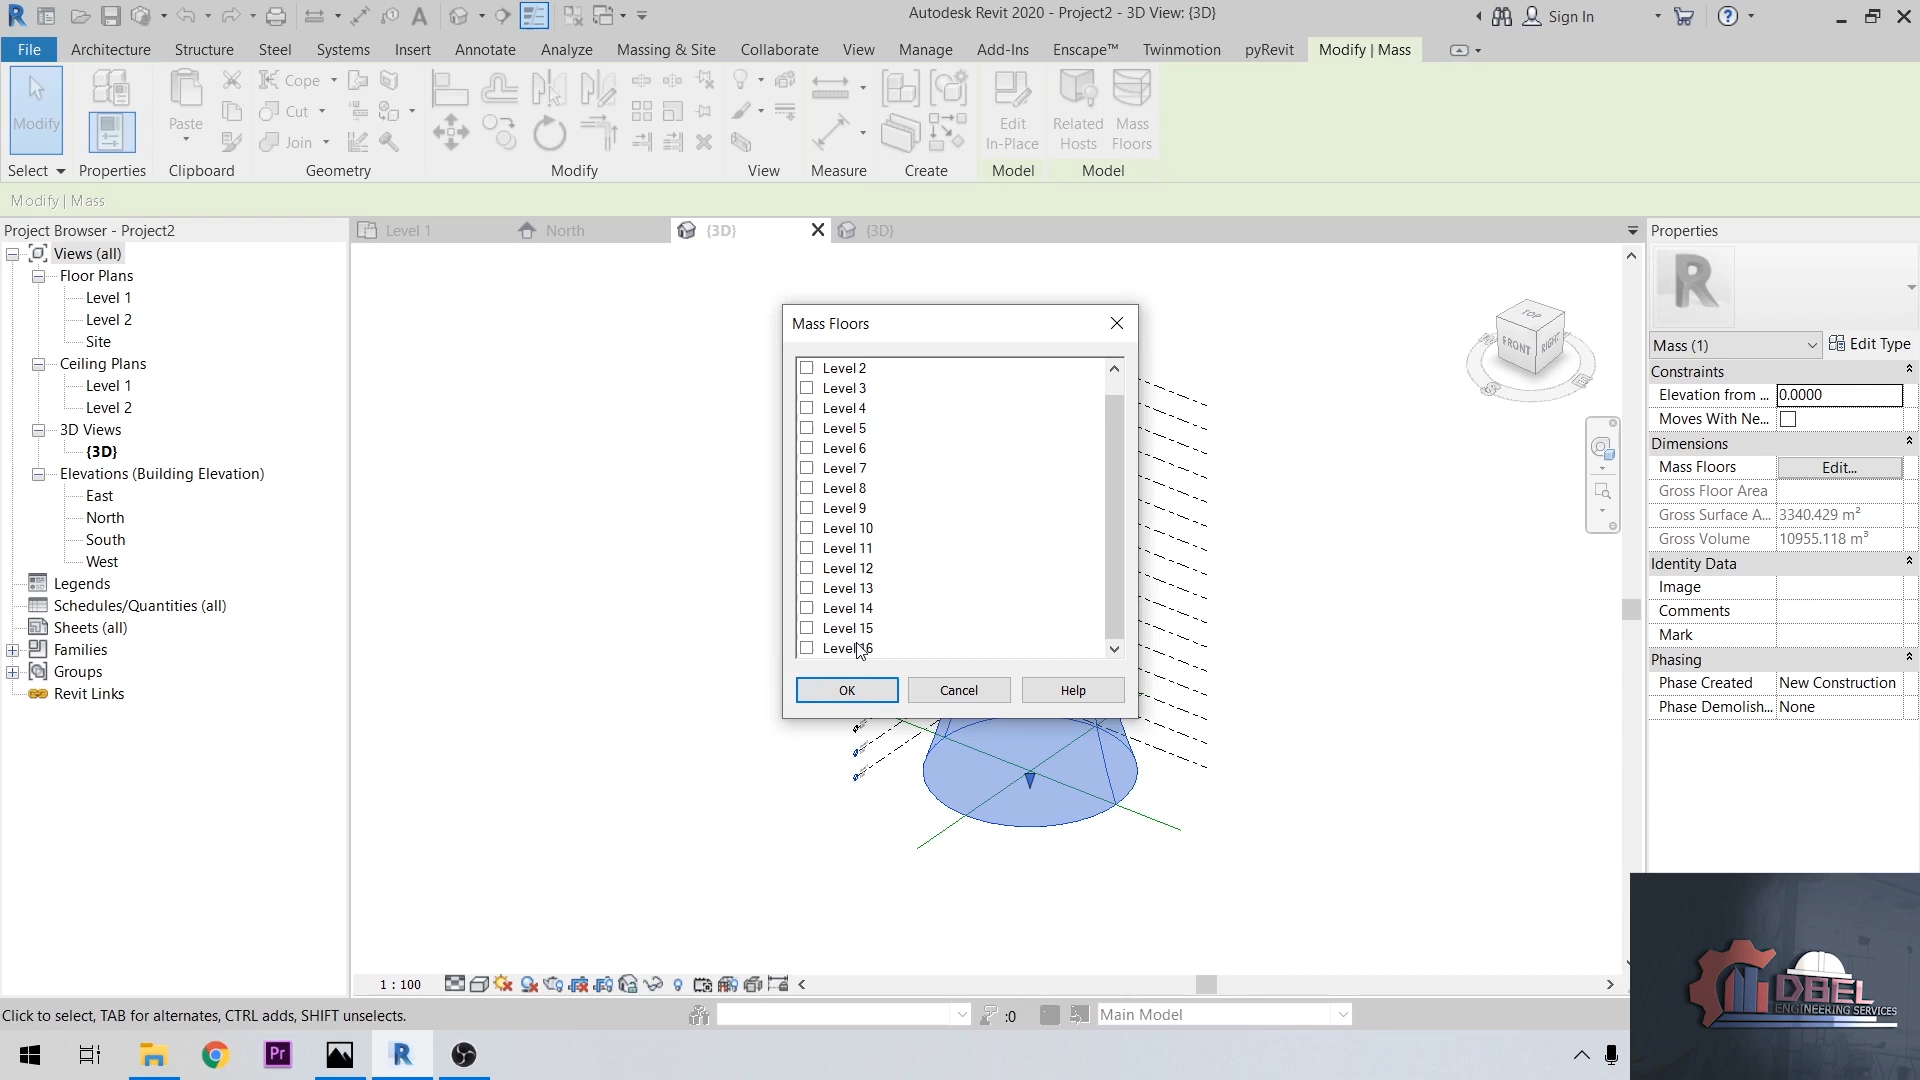 Autodesk Revit 2020 - Project2 - 3D View: {3D}
Sign In
File Architecture Structure Steel Systems Insert Annotate Analyze Massing & Site Collaborate View Manage Add-Ins Enscape™ Twinmotion pyRevit Modify | Mass
Modify
Paste
Cope
Cut
Join
Edit
In-Place
Related
Hosts
Mass
Floors
Select Properties Clipboard Geometry Modify View Measure Create Model Model
Modify | Mass
Project Browser - Project2
Views (all)
Floor Plans
Level 1
Level 2
Site
Ceiling Plans
Level 1
Level 2
3D Views
{3D}
Elevations (Building Elevation)
East
North
South
West
Legends
Schedules/Quantities (all)
Sheets (all)
Families
Groups
Revit Links
Level 1
North
{3D}
{3D}
Mass Floors
Level 2
Level 3
Level 4
Level 5
Level 6
Level 7
Level 8
Level 9
Level 10
Level 11
Level 12
Level 13
Level 14
Level 15
Level 16
OK Cancel Help
TOP
FRONT
RIGHT
S
E
Properties
R
Mass (1) Edit Type
Constraints
Elevation from ... 0.0000
Moves With Ne...
Dimensions
Mass Floors Edit...
Gross Floor Area
Gross Surface A... 3340.429 m²
Gross Volume 10955.118 m³
Identity Data
Image
Comments
Mark
Phasing
Phase Created New Construction
Phase Demolish... None
1 : 100
Click to select, TAB for alternates, CTRL adds, SHIFT unselects.
:0
Main Model
Pr
R
DBEL
ENGINEERING SERVICES